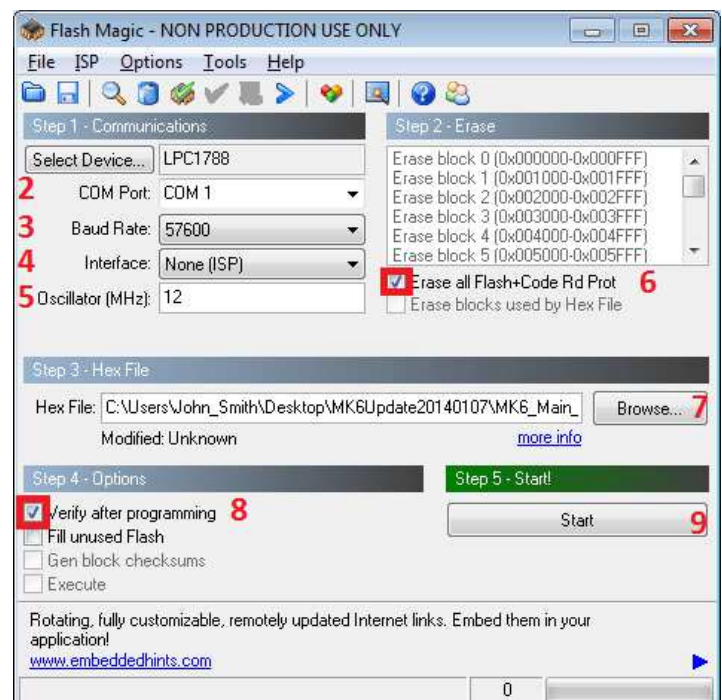 Flash Magic - NON PRODUCTION USE ONLY
File ISP Options Tools Help
Step 1 - Communications
Select Device... LPC1788
2 COM Port: COM 1
3 Baud Rate: 57600
4 Interface: None (ISP)
5 Oscillator (MHz): 12
Step 2 - Erase
Erase block 0 (0x000000-0x000FFF)
Erase block 1 (0x001000-0x001FFF)
Erase block 2 (0x002000-0x002FFF)
Erase block 3 (0x003000-0x003FFF)
Erase block 4 (0x004000-0x004FFF)
Erase block 5 (0x005000-0x005FFF)
Erase all Flash+Code Rd Prot 6
Erase blocks used by Hex File
Step 3 - Hex File
Hex File: C:\Users\John_Smith\Desktop\MK6Update20140107\MK6_Main_ Browse... 7
Modified: Unknown more info
Step 4 - Options
Verify after programming 8
Fill unused Flash
Gen block checksums
Execute
Step 5 - Start!
Start 9
Rotating, fully customizable, remotely updated Internet links. Embed them in your
application!
www.embeddedhints.com
0